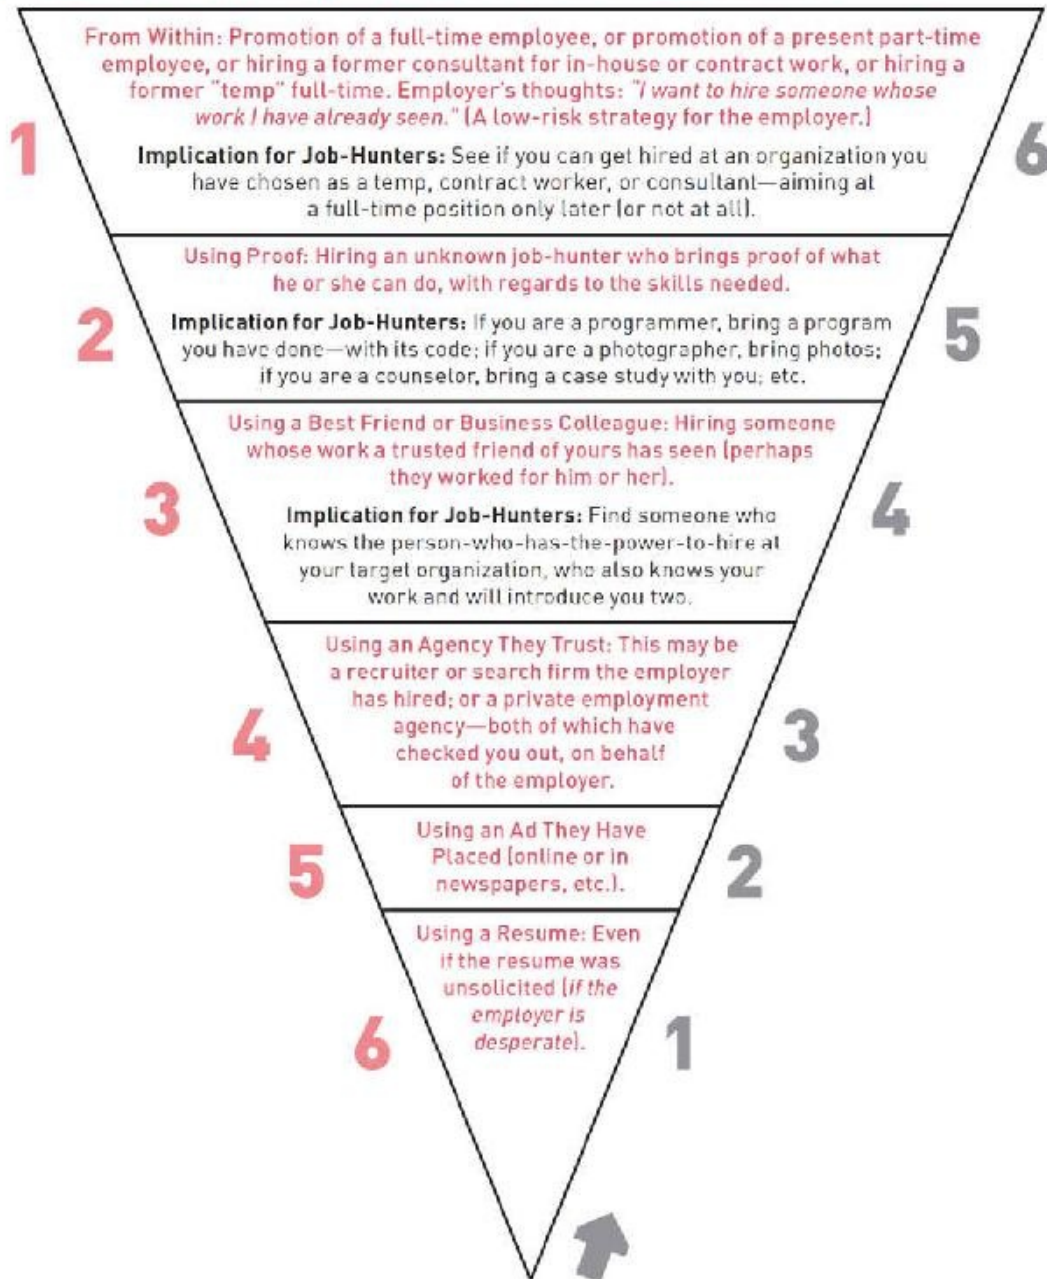 From Within: Promotion of a full-time employee, or promotion of a present part-time
employee, or hiring a former consultant for in-house or contract work, or hiring a
former "temp" full-time. Employer's thoughts: "I want to hire someone whose
work I have already seen." (A low-risk strategy for the employer.)
1
6
Implication for Job-Hunters: See if you can get hired at an organization you
have chosen as a temp, contract worker, or consultant—aiming at
a full-time position only later (or not at all).
Using Proof: Hiring an unknown job-hunter who brings proof of what
he or she can do, with regards to the skills needed.
2
5
Implication for Job-Hunters: If you are a programmer, bring a program
you have done—with its code; if you are a photographer, bring photos;
if you are a counselor, bring a case study with you; etc.
Using a Best Friend or Business Colleague: Hiring someone
whose work a trusted friend of yours has seen (perhaps
they worked for him or her).
3
4
Implication for Job-Hunters: Find someone who
knows the person-who-has-the-power-to-hire at
your target organization, who also knows your
work and will introduce you two.
Using an Agency They Trust: This may be
a recruiter or search firm the employer
has hired; or a private employment
agency—both of which have
checked you out, on behalf
of the employer.
4
3
Using an Ad They Have
Placed (online or in
newspapers, etc.).
5
2
Using a Resume: Even
if the resume was
unsolicited (if the
employer is
desperate).
6
1